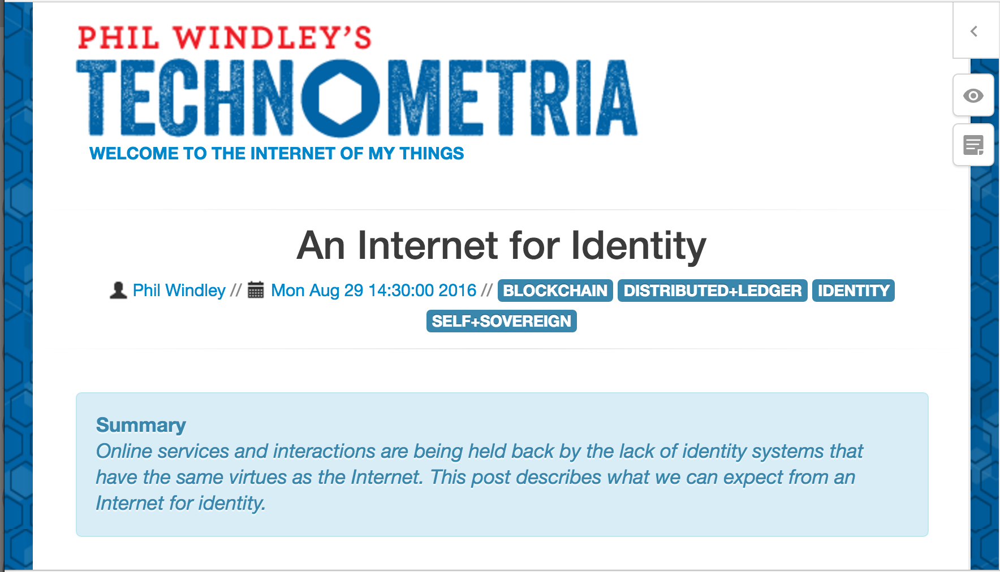 PHIL WINDLEY'S
TECHNOMETRIA
WELCOME TO THE INTERNET OF MY THINGS
An Internet for Identity
Phil Windley // Mon Aug 29 14:30:00 2016 // BLOCKCHAIN DISTRIBUTED+LEDGER IDENTITY
SELF+SOVEREIGN
Summary
Online services and interactions are being held back by the lack of identity systems that
have the same virtues as the Internet. This post describes what we can expect from an
Internet for identity.